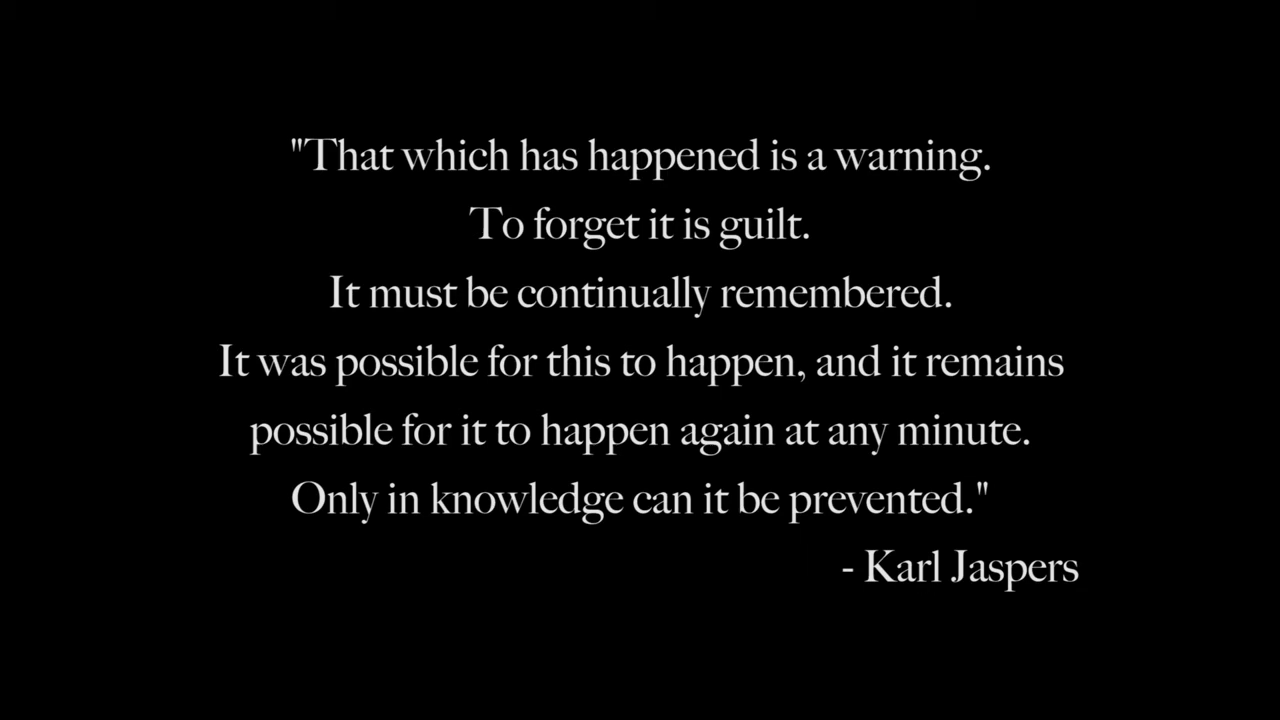 "That which has happened is a warning.
To forget it is guilt.
It must be continually remembered.
It was possible for this to happen, and it remains
possible for it to happen again at any minute.
Only in knowledge can it be prevented."
- Karl Jaspers